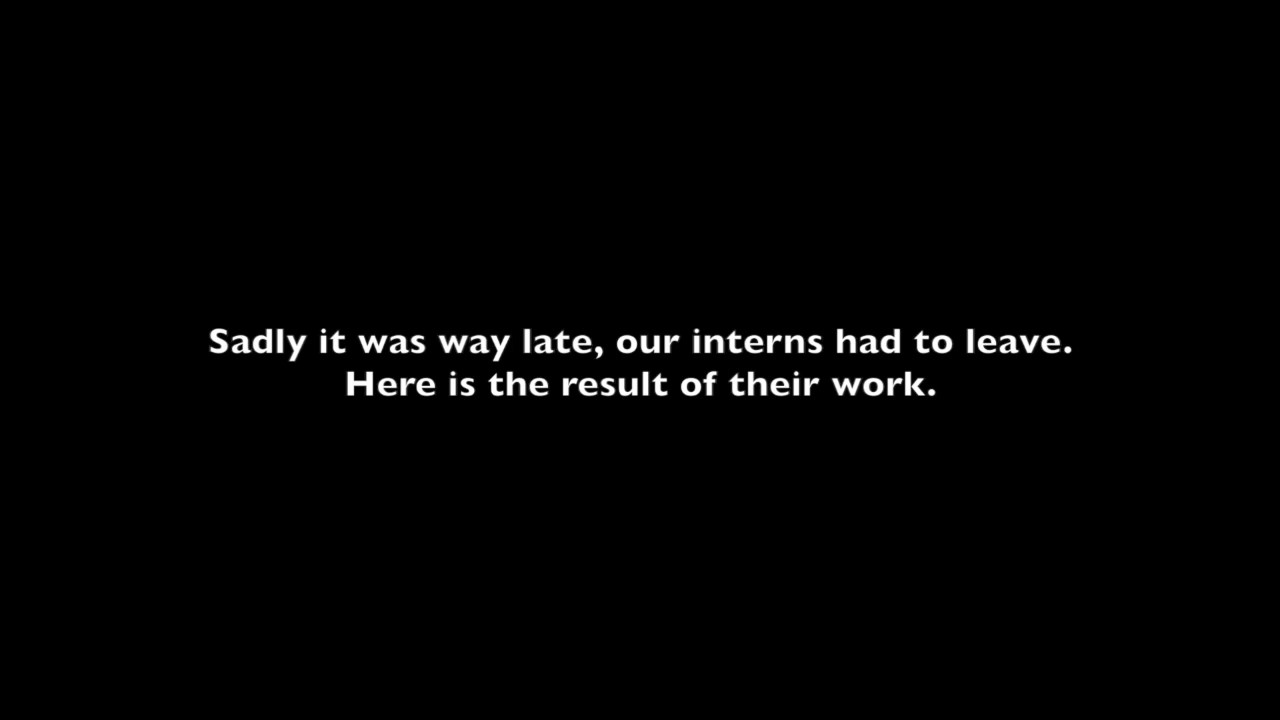 Sadly it was way late, our interns had to leave.
Here is the result of their work.